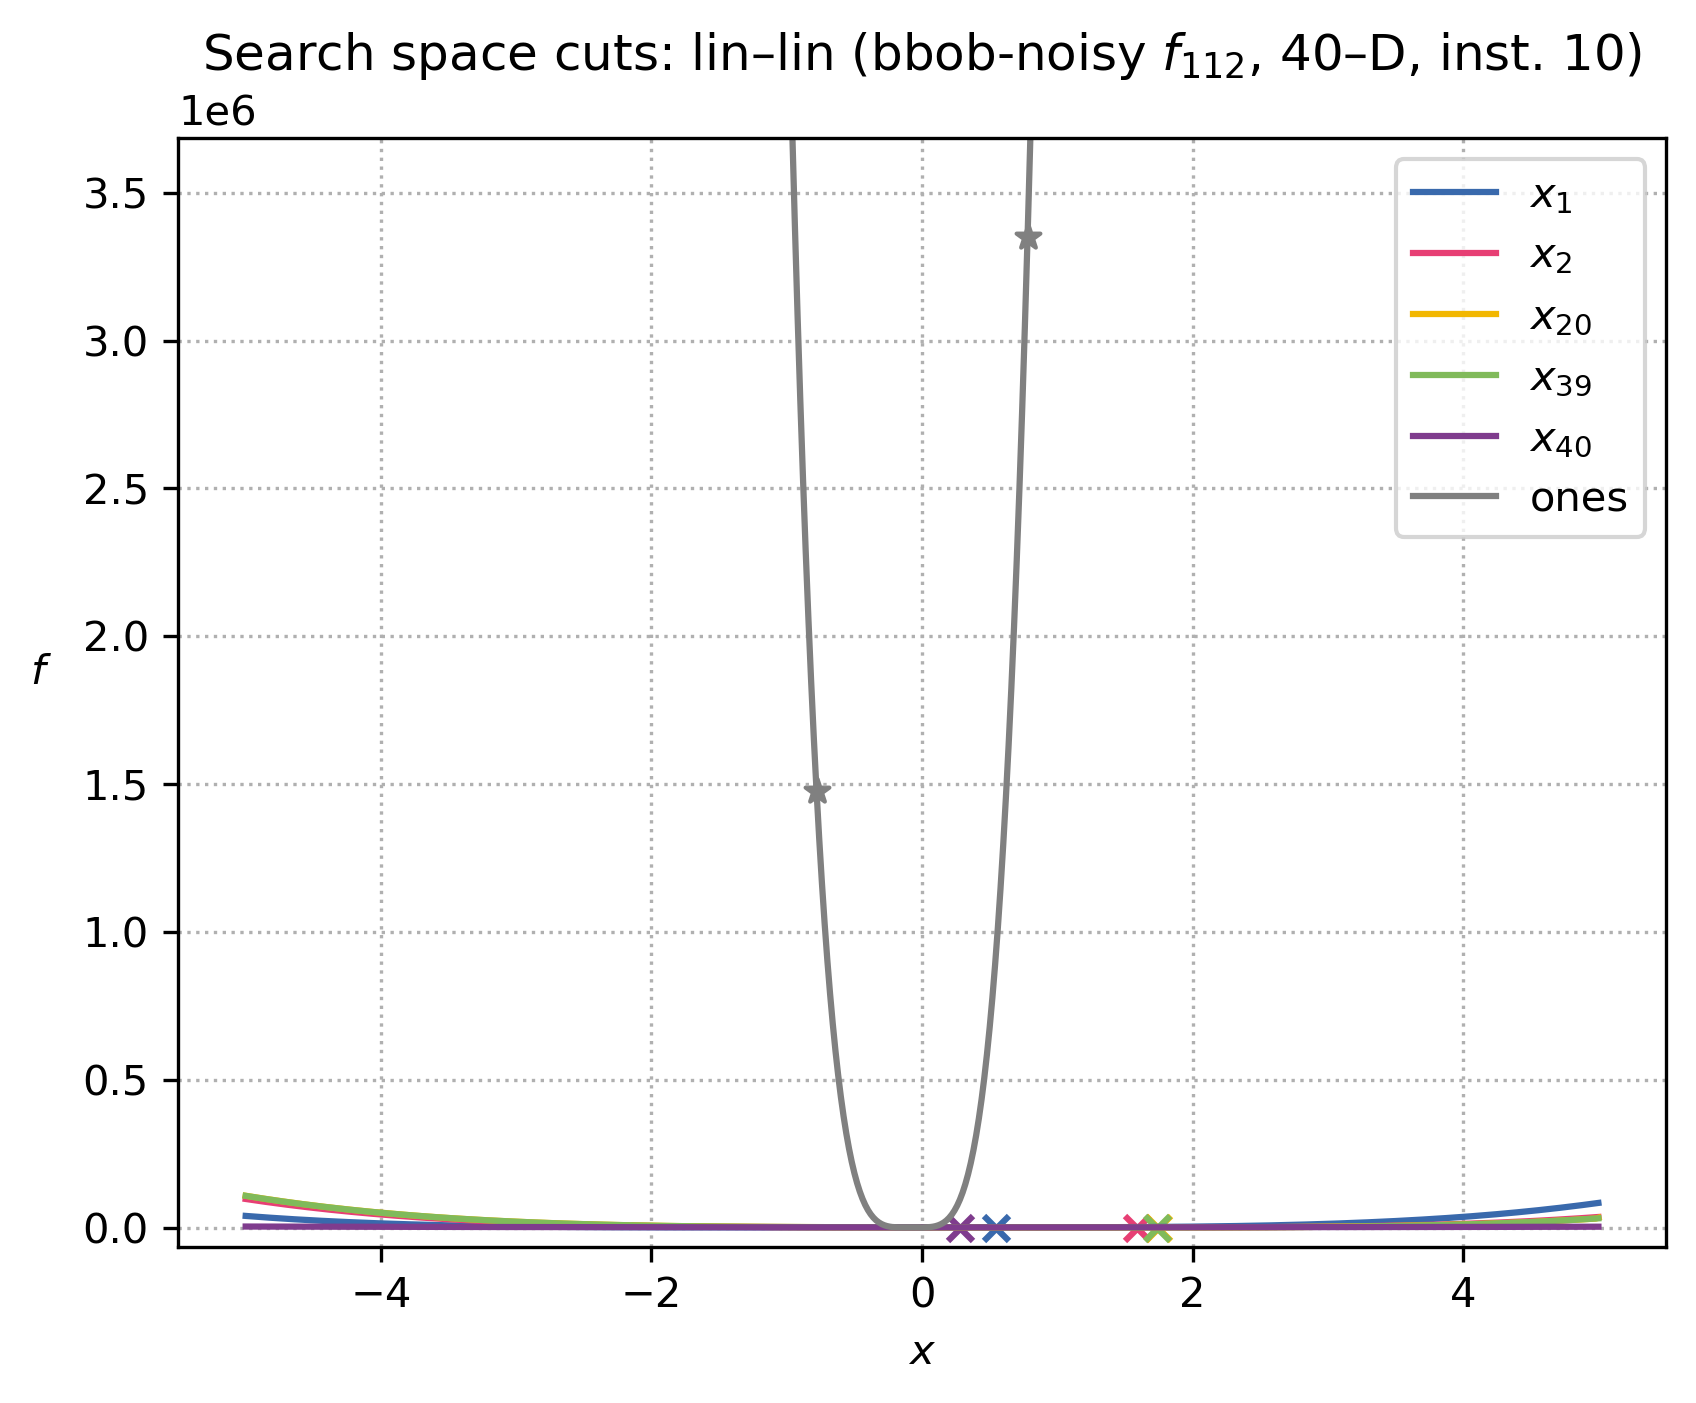 Search space cuts: lin–lin (bbob-noisy f₁₁₂, 40–D, inst. 10)
1e6
3.5
3.0
2.5
2.0
1.5
1.0
0.5
0.0
f
−4
−2
0
2
4
x
x₁
x₂
x₂₀
x₃₉
x₄₀
ones